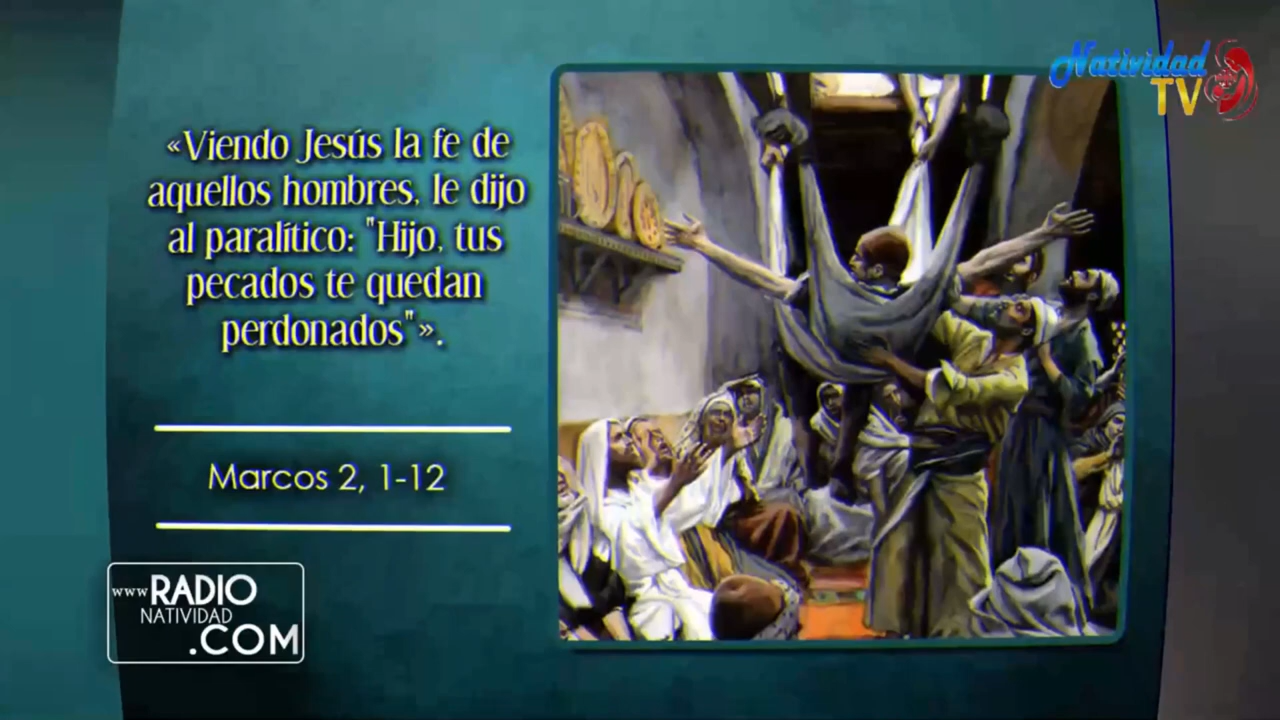 «Viendo Jesús la fe de
aquellos hombres, le dijo
al paralítico: "Hijo, tus
pecados te quedan
perdonados"».
Marcos 2, 1-12
www RADIO
NATIVIDAD
.COM
Natividad
TV